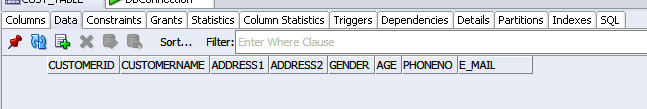 CUST_TABLE DBConnection
Columns Data Constraints Grants Statistics Column Statistics Triggers Dependencies Details Partitions Indexes SQL
Sort... Filter: Enter Where Clause
CUSTOMERID CUSTOMERNAME ADDRESS1 ADDRESS2 GENDER AGE PHONENO E_MAIL